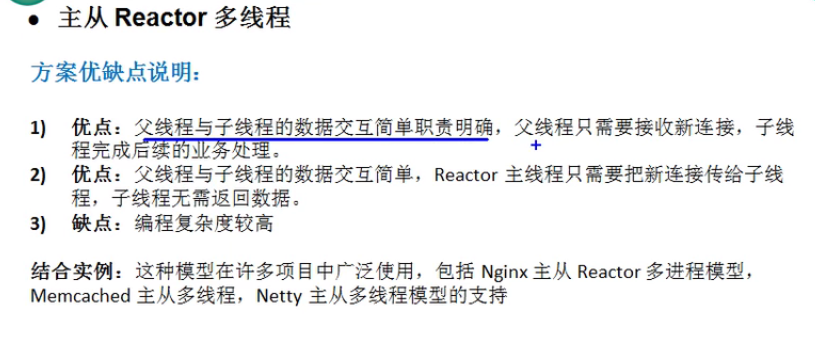 ● 主从 Reactor 多线程
方案优缺点说明：
1) 优点：父线程与子线程的数据交互简单职责明确，父线程只需要接收新连接，子线
程完成后续的业务处理。
2) 优点：父线程与子线程的数据交互简单，Reactor 主线程只需要把新连接传给子线
程，子线程无需返回数据。
3) 缺点：编程复杂度较高
结合实例：这种模型在许多项目中广泛使用，包括 Nginx 主从 Reactor 多进程模型，
Memcached 主从多线程，Netty 主从多线程模型的支持